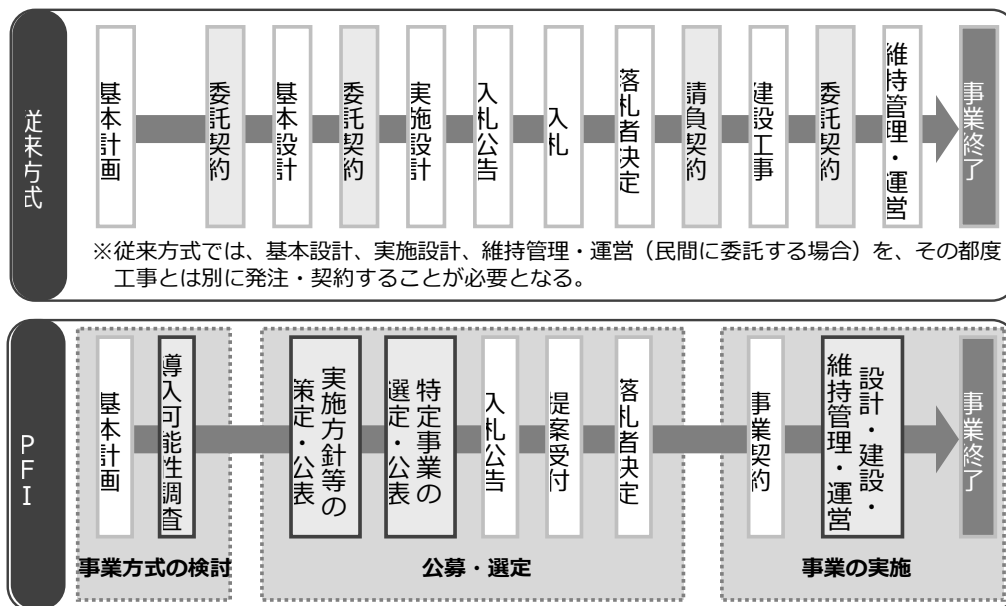 従来方式
基本計画
委託契約
基本設計
委託契約
実施設計
入札公告
入札
落札者決定
請負契約
建設工事
委託契約
維持管理・運営
事業終了
※従来方式では、基本設計、実施設計、維持管理・運営（民間に委託する場合）を、その都度
工事とは別に発注・契約することが必要となる。
PFI
基本計画
導入可能性調査
実施方針等の
策定・公表
特定事業の
選定・公表
入札公告
提案受付
落札者決定
事業契約
設計・建設・
維持管理・運営
事業終了
事業方式の検討
公募・選定
事業の実施